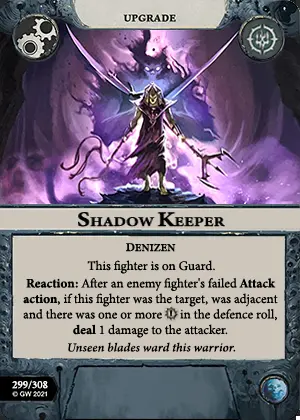 UPGRADE
SHADOW KEEPER
DENIZEN
This fighter is on Guard.
Reaction: After an enemy fighter's failed Attack
action, if this fighter was the target, was adjacent
and there was one or more in the defence roll,
deal 1 damage to the attacker.
Unseen blades ward this warrior.
299/308
© GW 2021